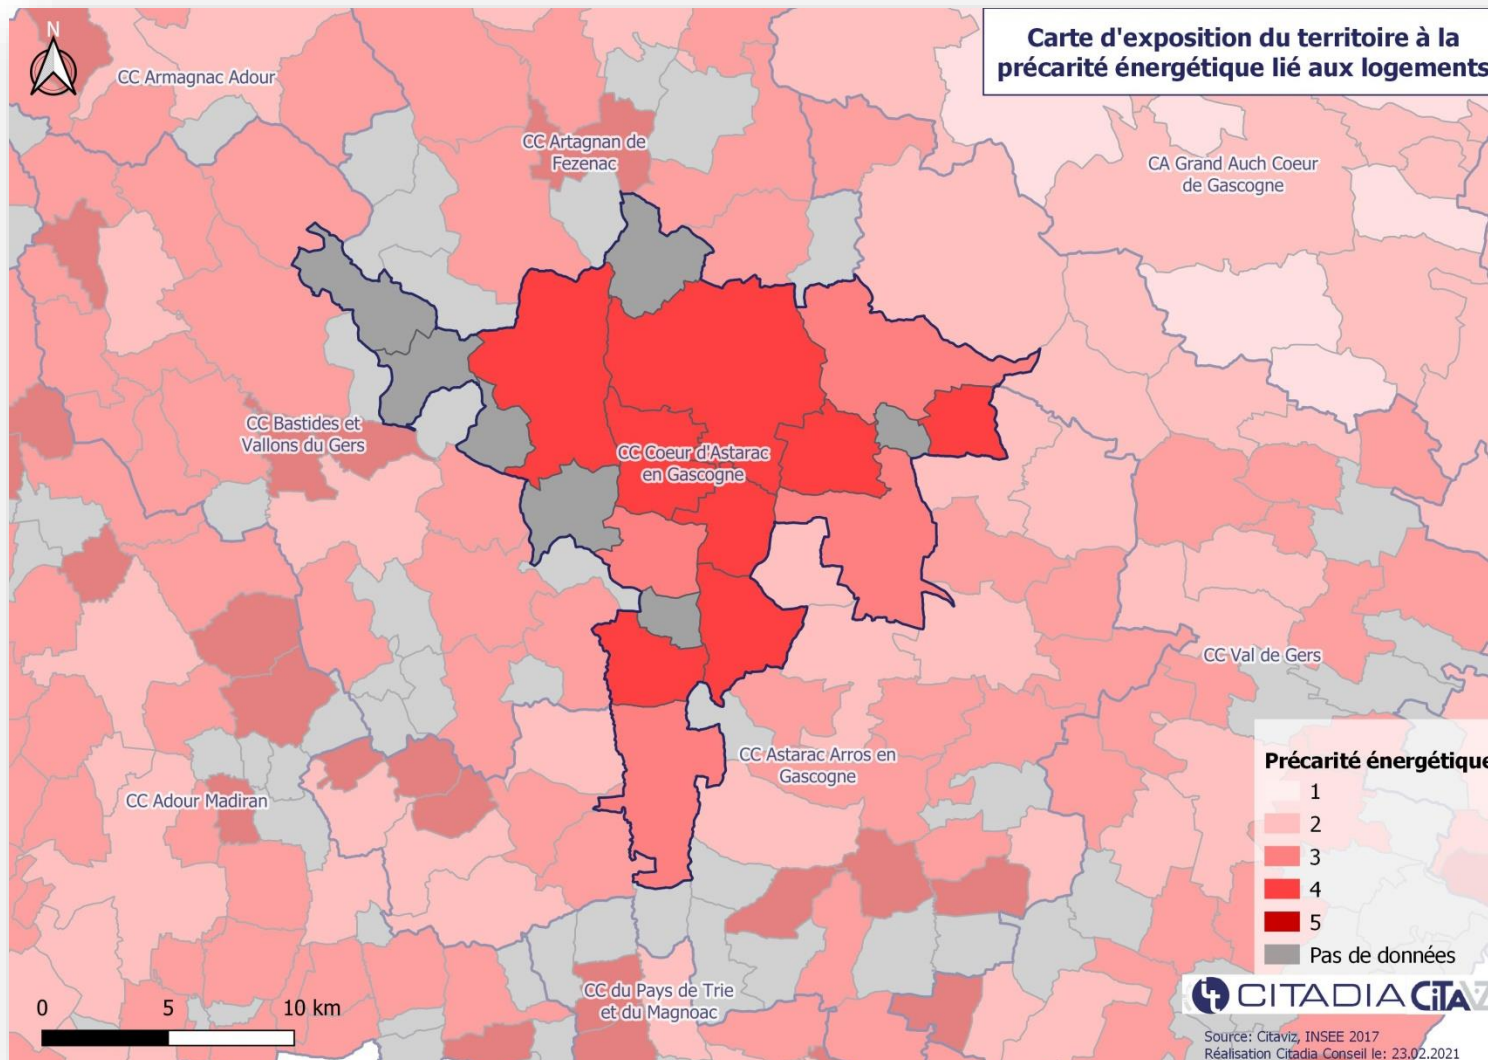 Carte d'exposition du territoire à la
précarité énergétique lié aux logements
N
CC Armagnac Adour
CC Artagnan de
Fezenac
CA Grand Auch Coeur
de Gascogne
CC Bastides et
Vallons du Gers
CC Coeur d'Astarac
en Gascogne
CC Val de Gers
CC Astarac Arros en
Gascogne
CC Adour Madiran
CC du Pays de Trie
et du Magnoac
Précarité énergétique
1
2
3
4
5
Pas de données
0 5 10 km
CITADIA CiTAViZ
Source: Citaviz, INSEE 2017
Réalisation Citadia Conseil le: 23.02.2021